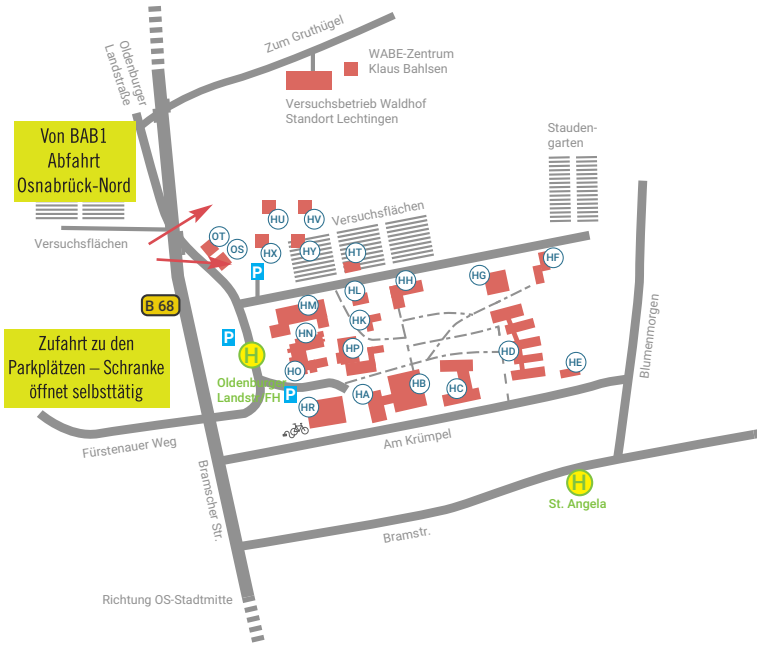 Zum Gruthügel
Oldenburger
Landstraße
WABE-Zentrum
Klaus Bahlsen
Versuchsbetrieb Waldhof
Standort Lechtingen
Von BAB1
Abfahrt
Osnabrück-Nord
Stauden-
garten
Versuchsflächen
Versuchsflächen
HU
HV
OT
OS
HX
HY
HT
HF
HG
HH
HL
P
B 68
HM
HK
HN
HP
P
H
Zufahrt zu den
Parkplätzen – Schranke
öffnet selbsttätig
HD
HE
HO
HB
HC
HA
HR
P
Oldenburger
Landstr. FH
Blumenmorgen
Am Krümpel
Fürstenauer Weg
Bramscher Str.
H
St. Angela
Bramstr.
Richtung OS-Stadtmitte